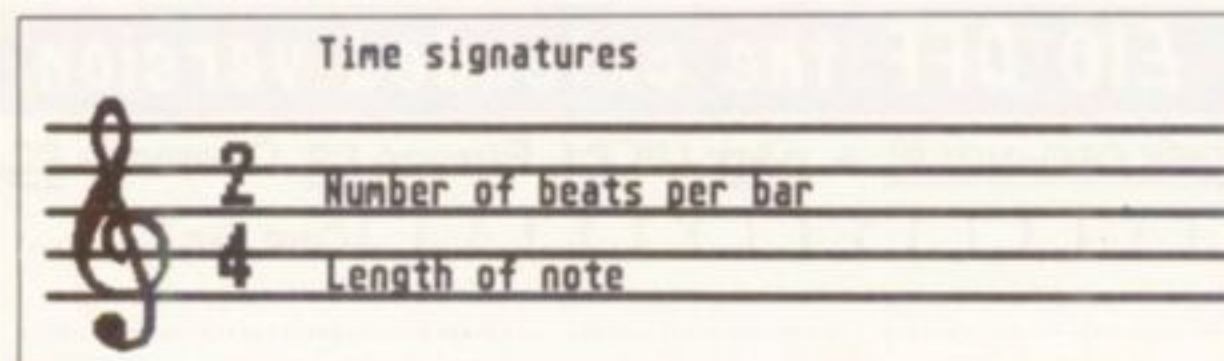 Time signatures
2
Number of beats per bar
4
Length of note